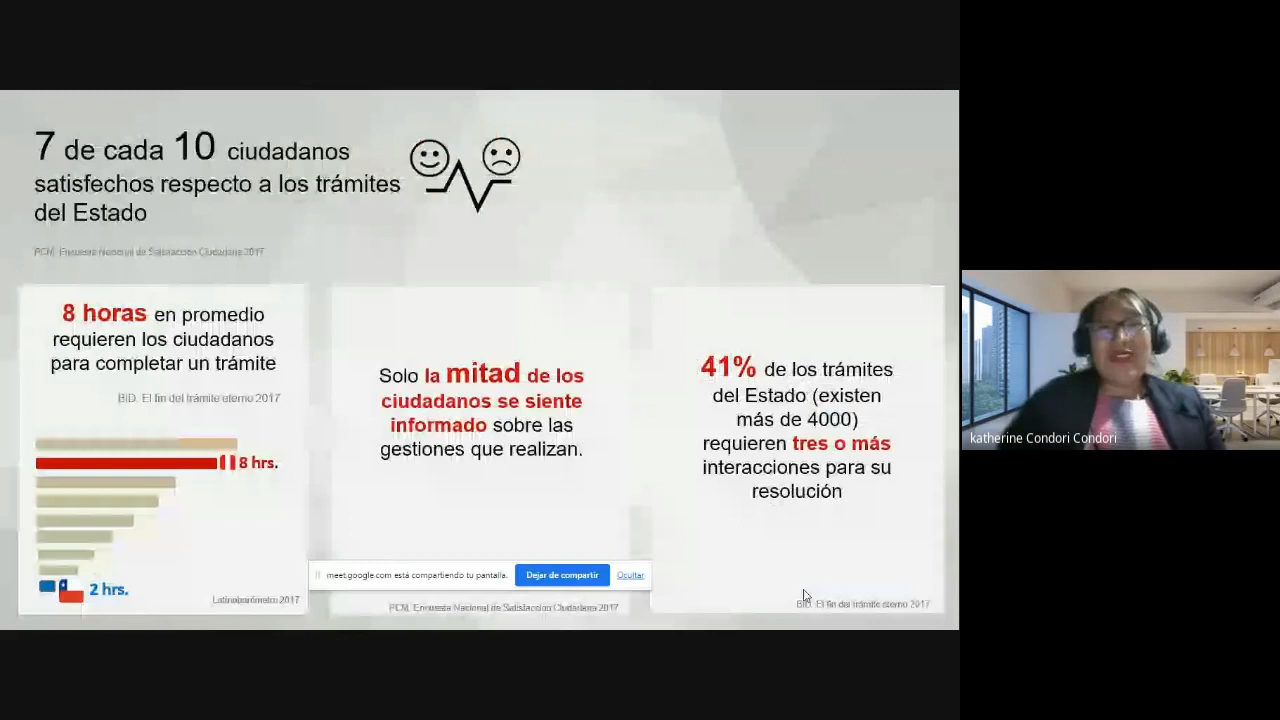 7 de cada 10 ciudadanos
satisfechos respecto a los trámites
del Estado
PCM. Encuesta Nacional de Satisfacción Ciudadana 2017
8 horas en promedio
requieren los ciudadanos
para completar un trámite
BID. El fin del trámite eterno 2017
8 hrs.
2 hrs.
Latinobarómetro 2017
Solo la mitad de los
ciudadanos se siente
informado sobre las
gestiones que realizan.
meet.google.com está compartiendo tu pantalla.
Dejar de compartir
Ocultar
PCM. Encuesta Nacional de Satisfacción Ciudadana 2017
41% de los trámites
del Estado (existen
más de 4000)
requieren tres o más
interacciones para su
resolución
BID. El fin del trámite eterno 2017
katherine Condori Condori